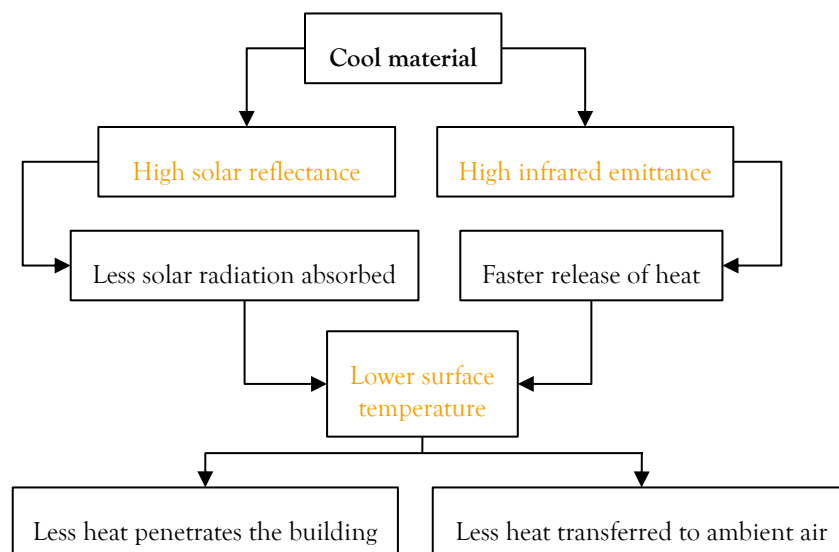 Cool material
High solar reflectance
High infrared emittance
Less solar radiation absorbed
Faster release of heat
Lower surface
temperature
Less heat penetrates the building
Less heat transferred to ambient air